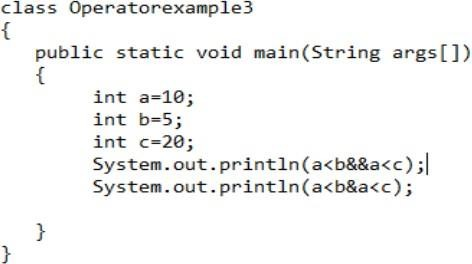 class Operatorexample3
{
public static void main(String args[])
{
int a=10;
int b=5;
int c=20;
System.out.println(a<b&&a<c);
System.out.println(a<b&a<c);
}
}